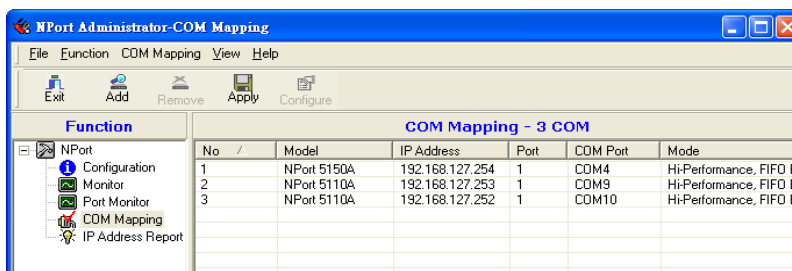 NPort Administrator-COM Mapping
File Function COM Mapping View Help
Exit Add Remove Apply Configure
Function
COM Mapping - 3 COM
NPort
Configuration
Monitor
Port Monitor
COM Mapping
IP Address Report
No Model IP Address Port COM Port Mode
1 NPort 5150A 192.168.127.254 1 COM4 Hi-Performance, FIFO
2 NPort 5110A 192.168.127.253 1 COM9 Hi-Performance, FIFO
3 NPort 5110A 192.168.127.252 1 COM10 Hi-Performance, FIFO